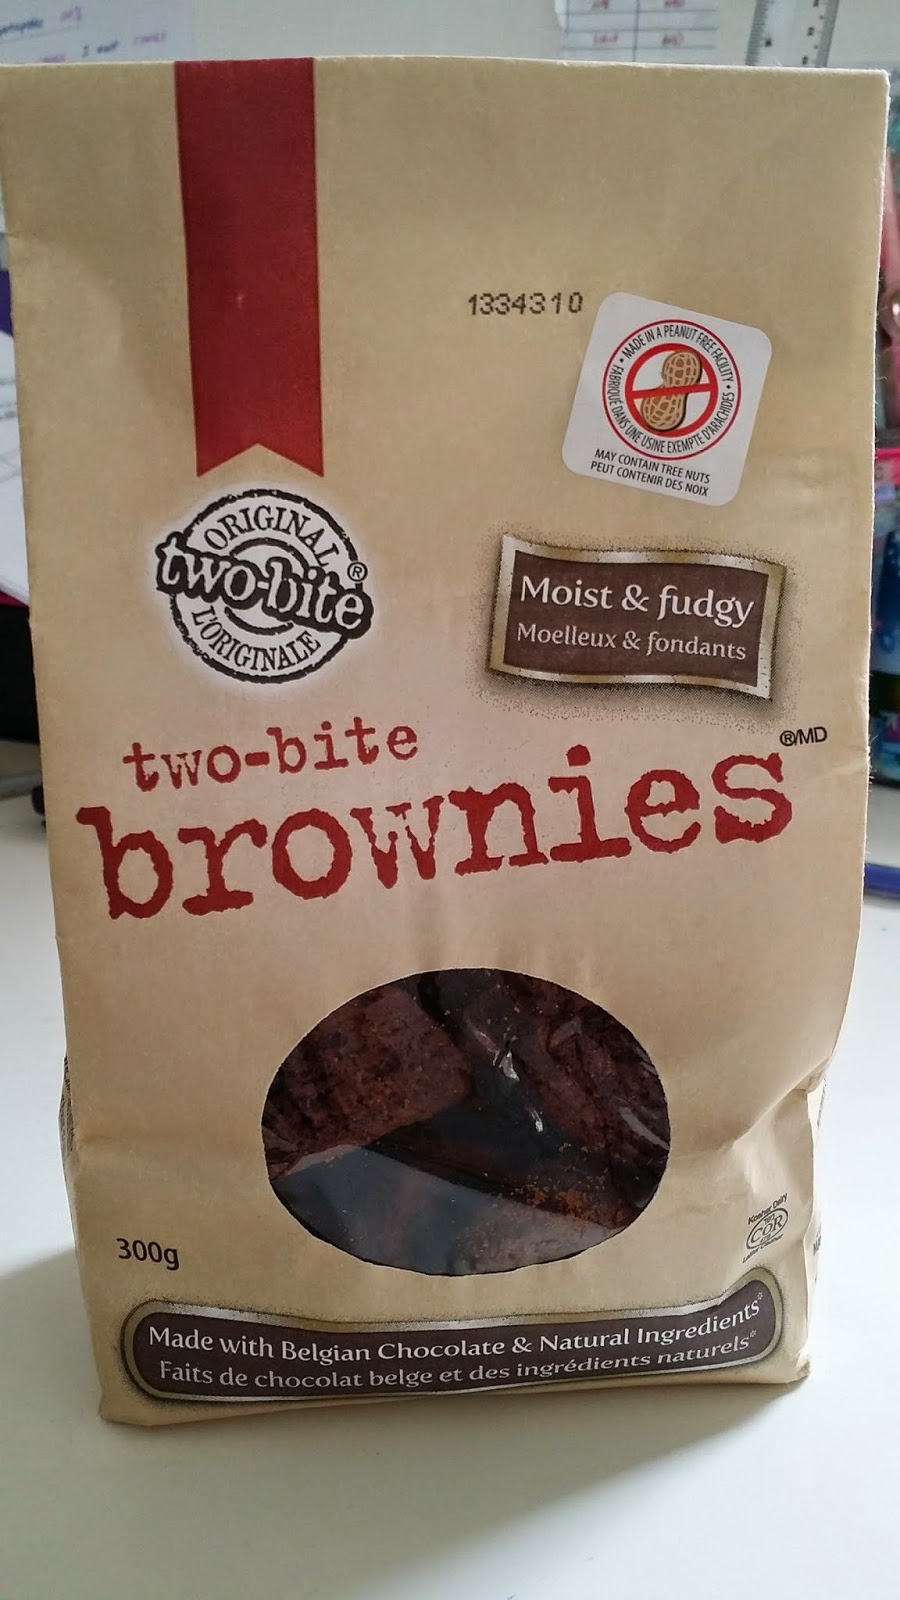 1334310
MADE IN A PEANUT FREE FACILITY •
FABRIQUÉ DANS UNE USINE EXEMPTE D'ARACHIDES •
MAY CONTAIN TREE NUTS
PEUT CONTENIR DES NOIX
ORIGINAL
two-bite®
L'ORIGINALE
Moist & fudgy
Moelleux & fondants
two-bite
brownies ®/MD
300g
Kosher Dairy
COR
Made with Belgian Chocolate & Natural Ingredients*
Faits de chocolat belge et des ingrédients naturels*